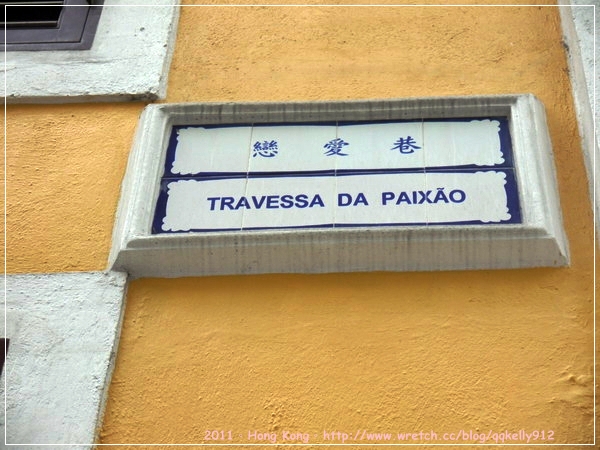 戀愛巷
TRAVESSA DA PAIXÃO
2011 . Hong Kong - http://www.wretch.cc/blog/qqkelly912